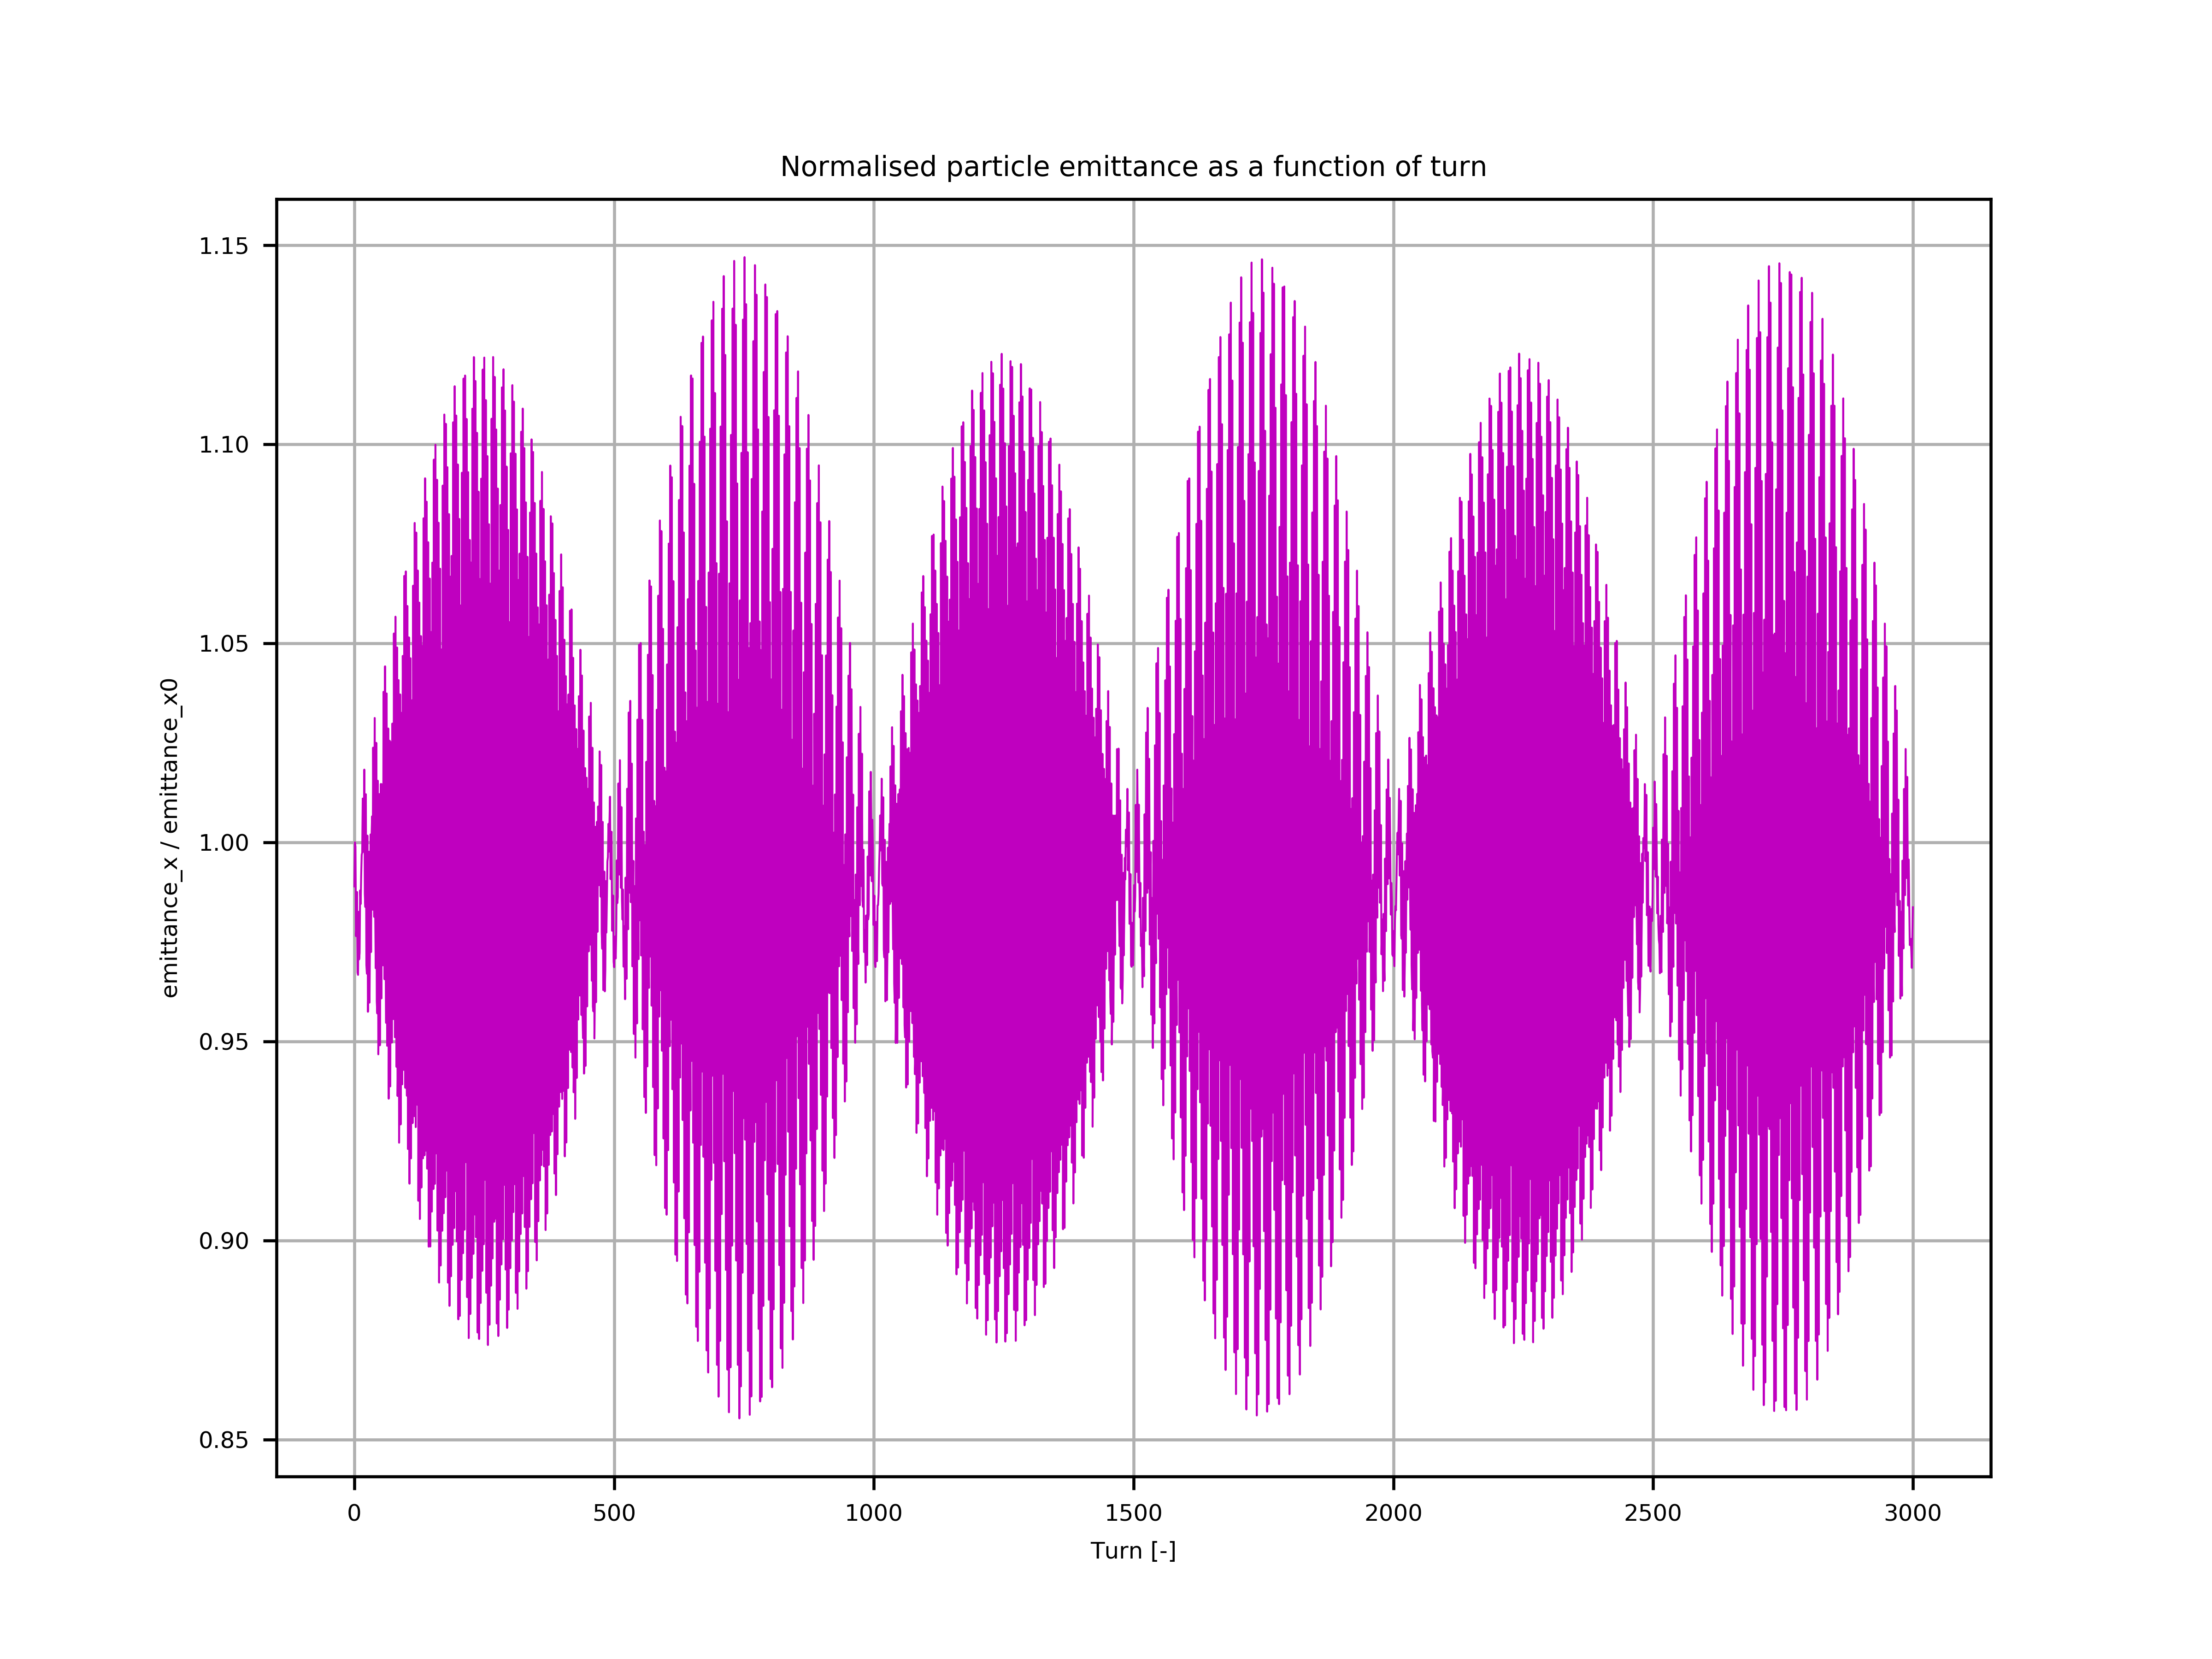 Normalised particle emittance as a function of turn
1.15
1.10
1.05
1.00
0.95
0.90
0.85
emittance_x / emittance_x0
0 500 1000 1500 2000 2500 3000
Turn [-]